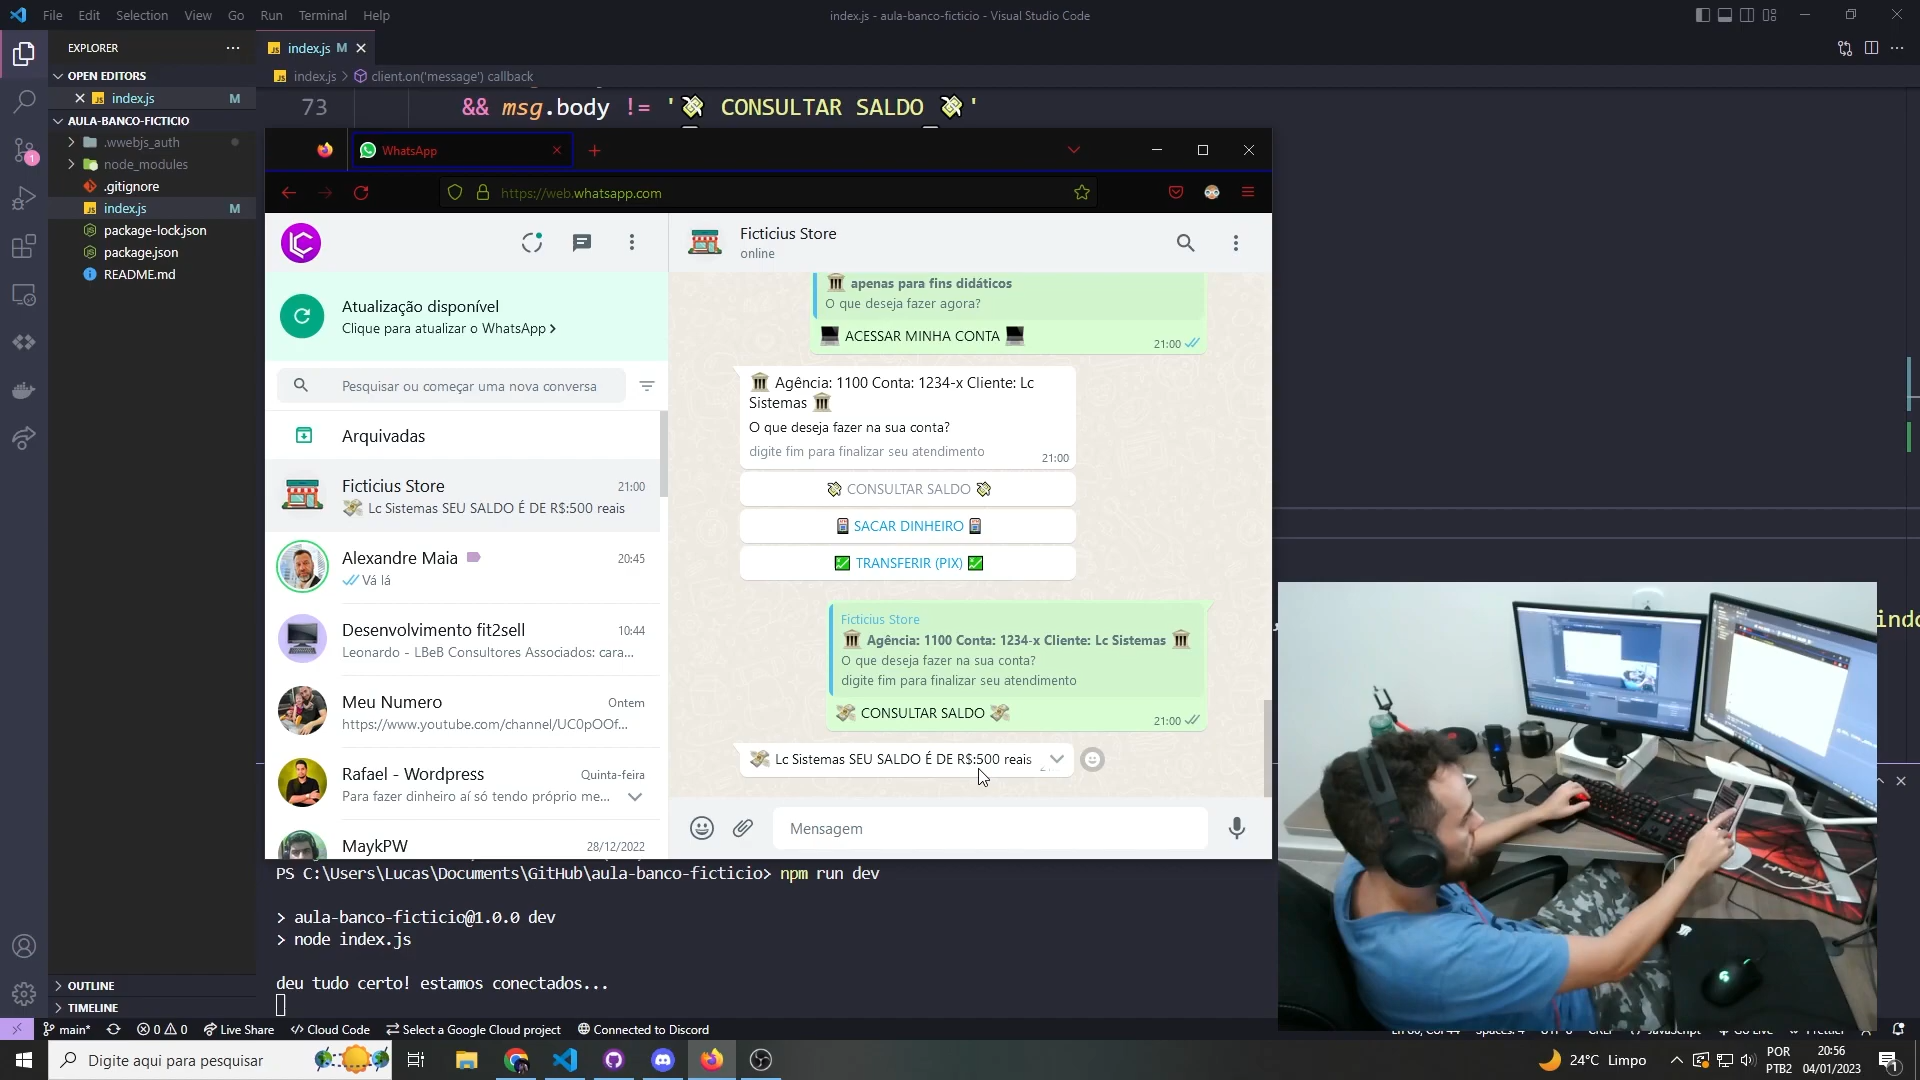 File Edit Selection View Go Run Terminal Help
index.js - aula-banco-ficticio - Visual Studio Code
EXPLORER
index.js M
OPEN EDITORS
index.js > client.on('message') callback
index.js M
73 && msg.body != '💸 CONSULTAR SALDO 💸'
AULA-BANCO-FICTICIO
.wwebjs_auth
node_modules
.gitignore
index.js M
package-lock.json
package.json
README.md
OUTLINE
TIMELINE
WhatsApp
https://web.whatsapp.com
Atualização disponível
Clique para atualizar o WhatsApp >
Pesquisar ou começar uma nova conversa
Arquivadas
Ficticius Store 21:00
💸 Lc Sistemas SEU SALDO É DE R$:500 reais
Alexandre Maia 20:45
Vá lá
Desenvolvimento fit2sell 10:44
Leonardo - LBeB Consultores Associados: cara...
Meu Numero Ontem
https://www.youtube.com/channel/UC0pOOf...
Rafael - Wordpress Quinta-feira
Para fazer dinheiro aí só tendo próprio me...
MaykPW 28/12/2022
Ficticius Store
online
🏛 apenas para fins didáticos
O que deseja fazer agora?
💻 ACESSAR MINHA CONTA 💻
21:00
🏛 Agência: 1100 Conta: 1234-x Cliente: Lc
Sistemas 🏛
O que deseja fazer na sua conta?
digite fim para finalizar seu atendimento
21:00
💸 CONSULTAR SALDO 💸
🏧 SACAR DINHEIRO 🏧
💹 TRANSFERIR (PIX) 💹
Ficticius Store
🏛 Agência: 1100 Conta: 1234-x Cliente: Lc Sistemas 🏛
O que deseja fazer na sua conta?
digite fim para finalizar seu atendimento
💸 CONSULTAR SALDO 💸
21:00
💸 Lc Sistemas SEU SALDO É DE R$:500 reais
Mensagem
PS C:\Users\Lucas\Documents\GitHub\aula-banco-ficticio> npm run dev
> aula-banco-ficticio@1.0.0 dev
> node index.js
deu tudo certo! estamos conectados...
main* 0 0 Live Share Cloud Code Select a Google Cloud project Connected to Discord
Digite aqui para pesquisar
24°C Limpo
POR
PTB2
20:56
04/01/2023
HYPER